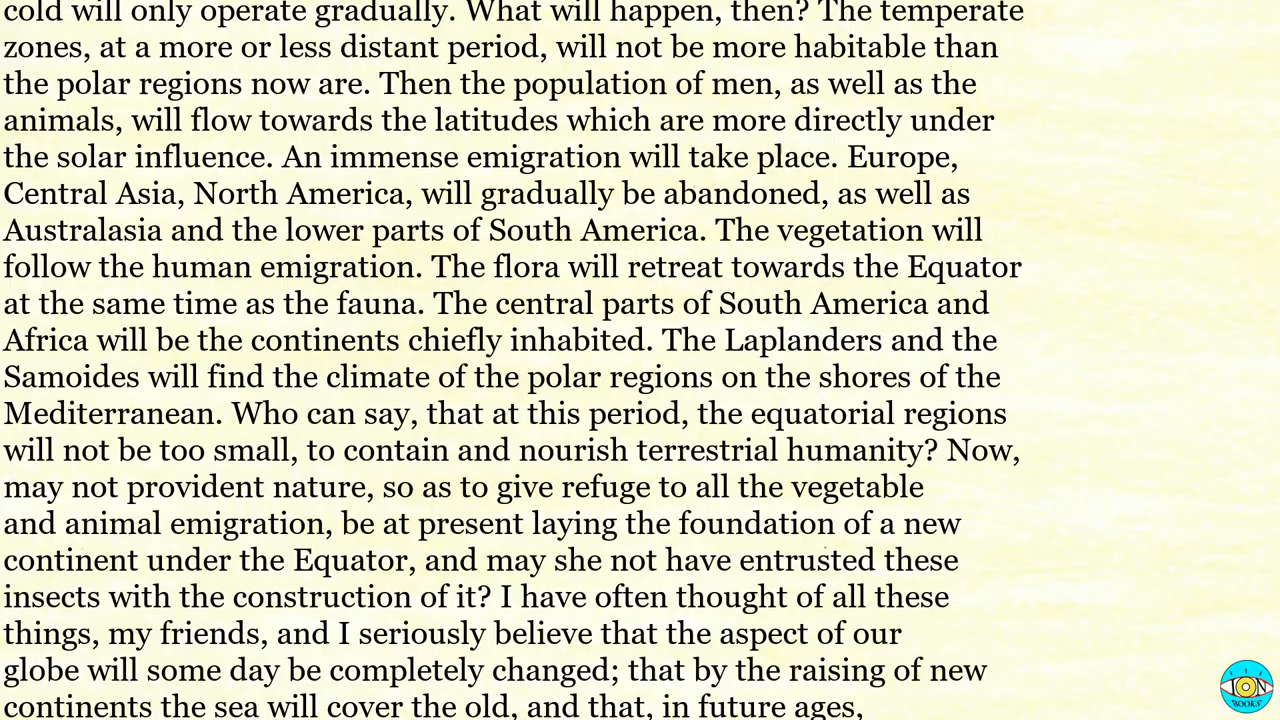 cold will only operate gradually. What will happen, then? The temperate
zones, at a more or less distant period, will not be more habitable than
the polar regions now are. Then the population of men, as well as the
animals, will flow towards the latitudes which are more directly under
the solar influence. An immense emigration will take place. Europe,
Central Asia, North America, will gradually be abandoned, as well as
Australasia and the lower parts of South America. The vegetation will
follow the human emigration. The flora will retreat towards the Equator
at the same time as the fauna. The central parts of South America and
Africa will be the continents chiefly inhabited. The Laplanders and the
Samoides will find the climate of the polar regions on the shores of the
Mediterranean. Who can say, that at this period, the equatorial regions
will not be too small, to contain and nourish terrestrial humanity? Now,
may not provident nature, so as to give refuge to all the vegetable
and animal emigration, be at present laying the foundation of a new
continent under the Equator, and may she not have entrusted these
insects with the construction of it? I have often thought of all these
things, my friends, and I seriously believe that the aspect of our
globe will some day be completely changed; that by the raising of new
continents the sea will cover the old, and that, in future ages,
ION
BOOKS